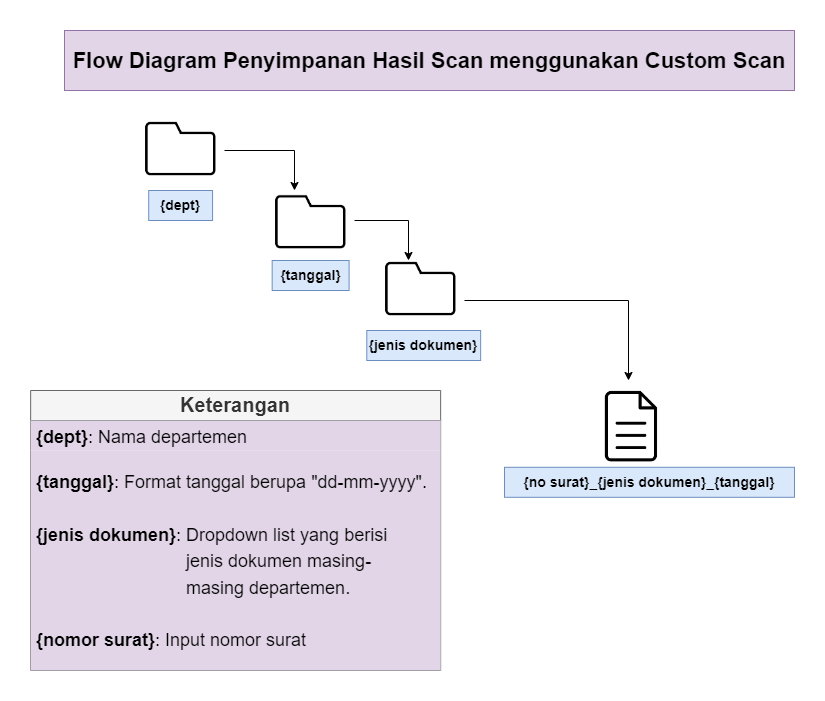 Flow Diagram Penyimpanan Hasil Scan menggunakan Custom Scan
{dept}
{tanggal}
{jenis dokumen}
{no surat}_{jenis dokumen}_{tanggal}
Keterangan
{dept}: Nama departemen
{tanggal}: Format tanggal berupa "dd-mm-yyyy".
{jenis dokumen}: Dropdown list yang berisi
jenis dokumen masing-
masing departemen.
{nomor surat}: Input nomor surat